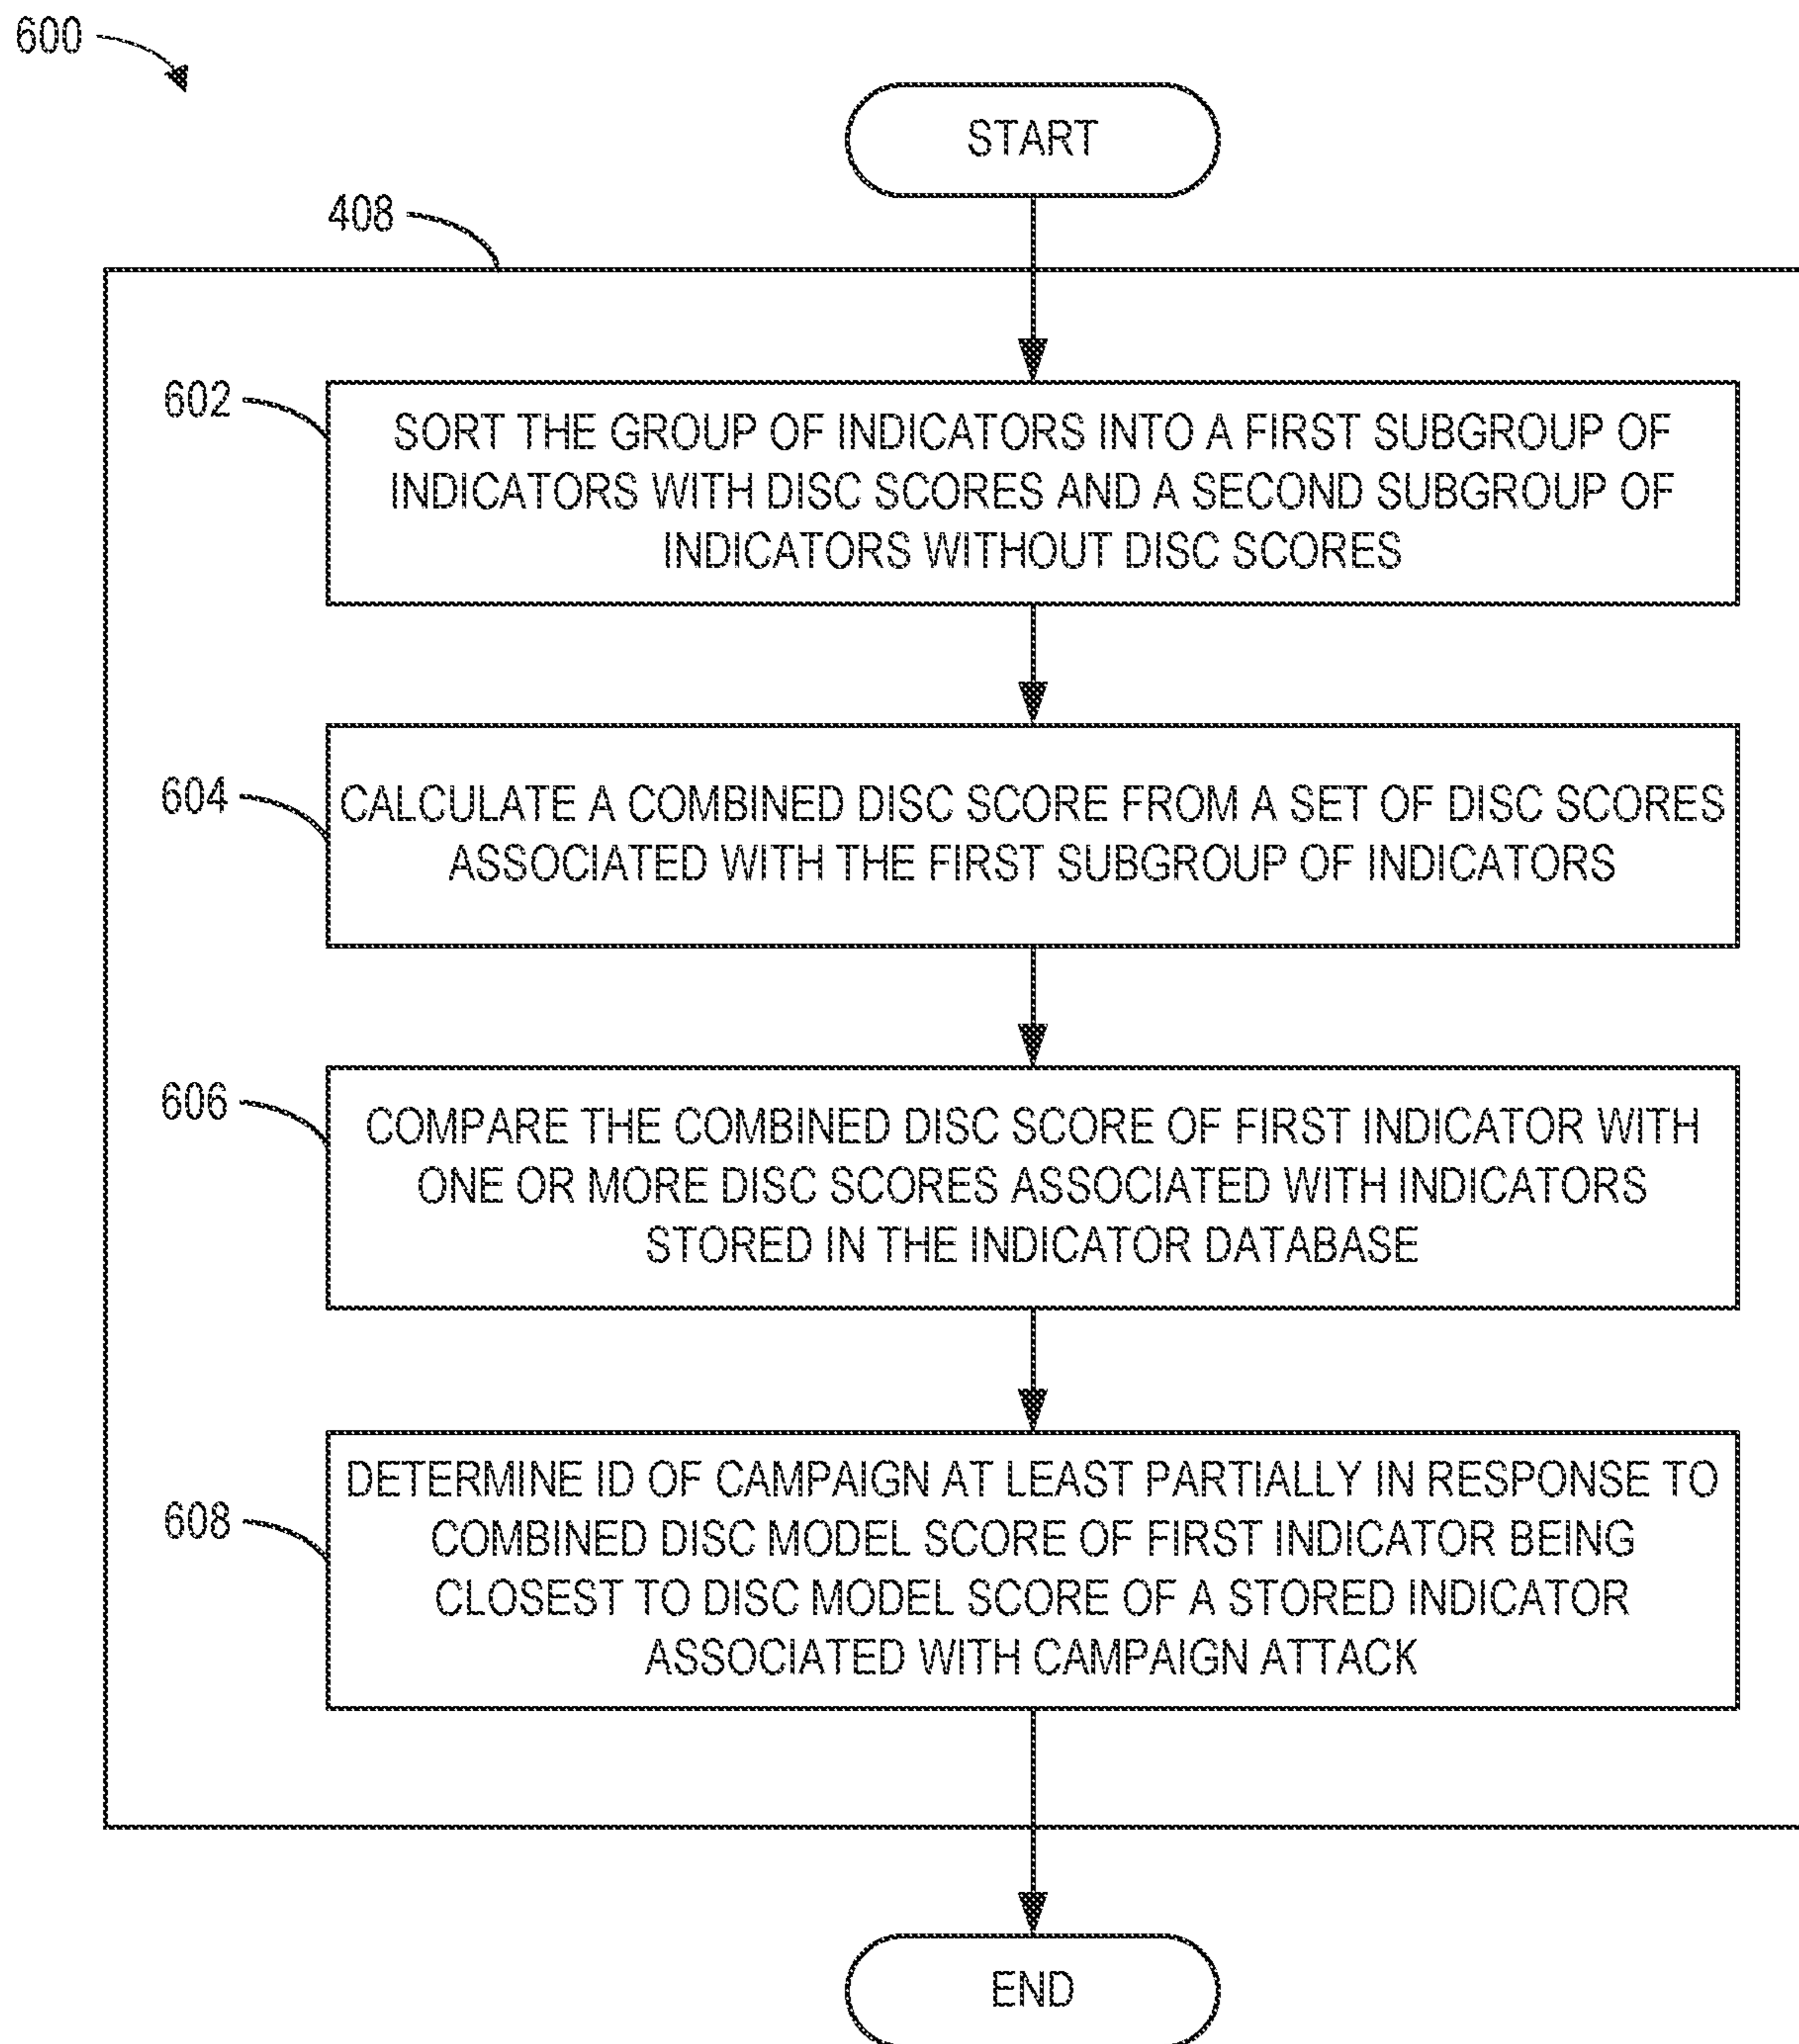 600
START
408
602
SORT THE GROUP OF INDICATORS INTO A FIRST SUBGROUP OF
INDICATORS WITH DISC SCORES AND A SECOND SUBGROUP OF
INDICATORS WITHOUT DISC SCORES
604
CALCULATE A COMBINED DISC SCORE FROM A SET OF DISC SCORES
ASSOCIATED WITH THE FIRST SUBGROUP OF INDICATORS
606
COMPARE THE COMBINED DISC SCORE OF FIRST INDICATOR WITH
ONE OR MORE DISC SCORES ASSOCIATED WITH INDICATORS
STORED IN THE INDICATOR DATABASE
608
DETERMINE ID OF CAMPAIGN AT LEAST PARTIALLY IN RESPONSE TO
COMBINED DISC MODEL SCORE OF FIRST INDICATOR BEING
CLOSEST TO DISC MODEL SCORE OF A STORED INDICATOR
ASSOCIATED WITH CAMPAIGN ATTACK
END